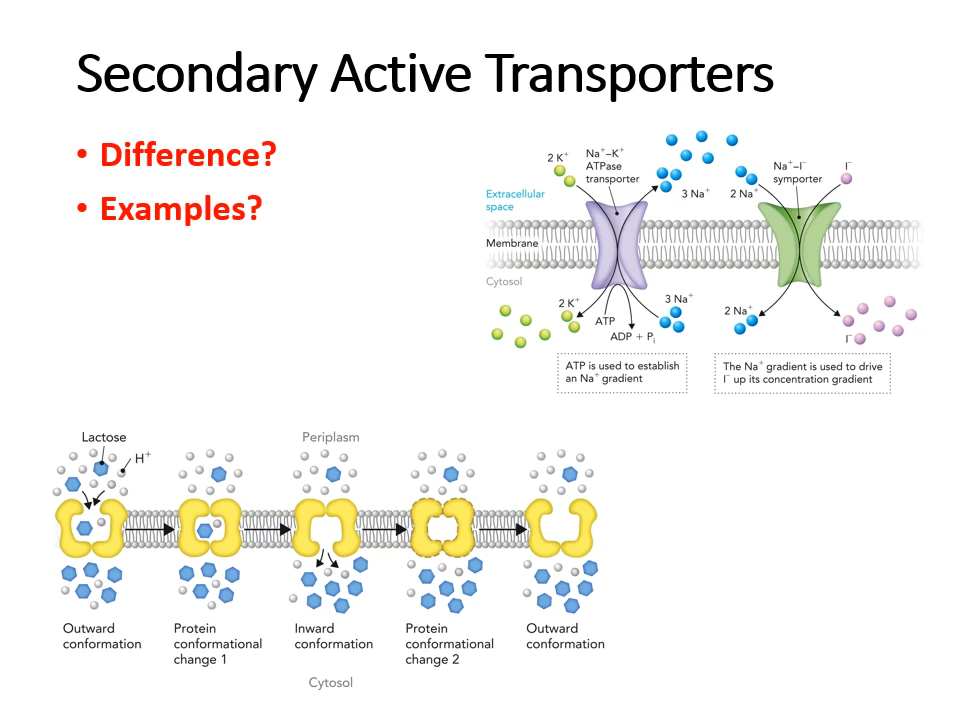 Secondary Active Transporters
• Difference?
• Examples?
2 K⁺
Na⁺–K⁺
ATPase
transporter
3 Na⁺
2 Na⁺
Na⁺–I⁻
symporter
I⁻
Extracellular
space
Membrane
Cytosol
2 K⁺
ATP
ADP + Pᵢ
3 Na⁺
2 Na⁺
I⁻
ATP is used to establish
an Na⁺ gradient
The Na⁺ gradient is used to drive
I⁻ up its concentration gradient
Lactose
H⁺
Periplasm
Outward
conformation
Protein
conformational
change 1
Inward
conformation
Protein
conformational
change 2
Outward
conformation
Cytosol